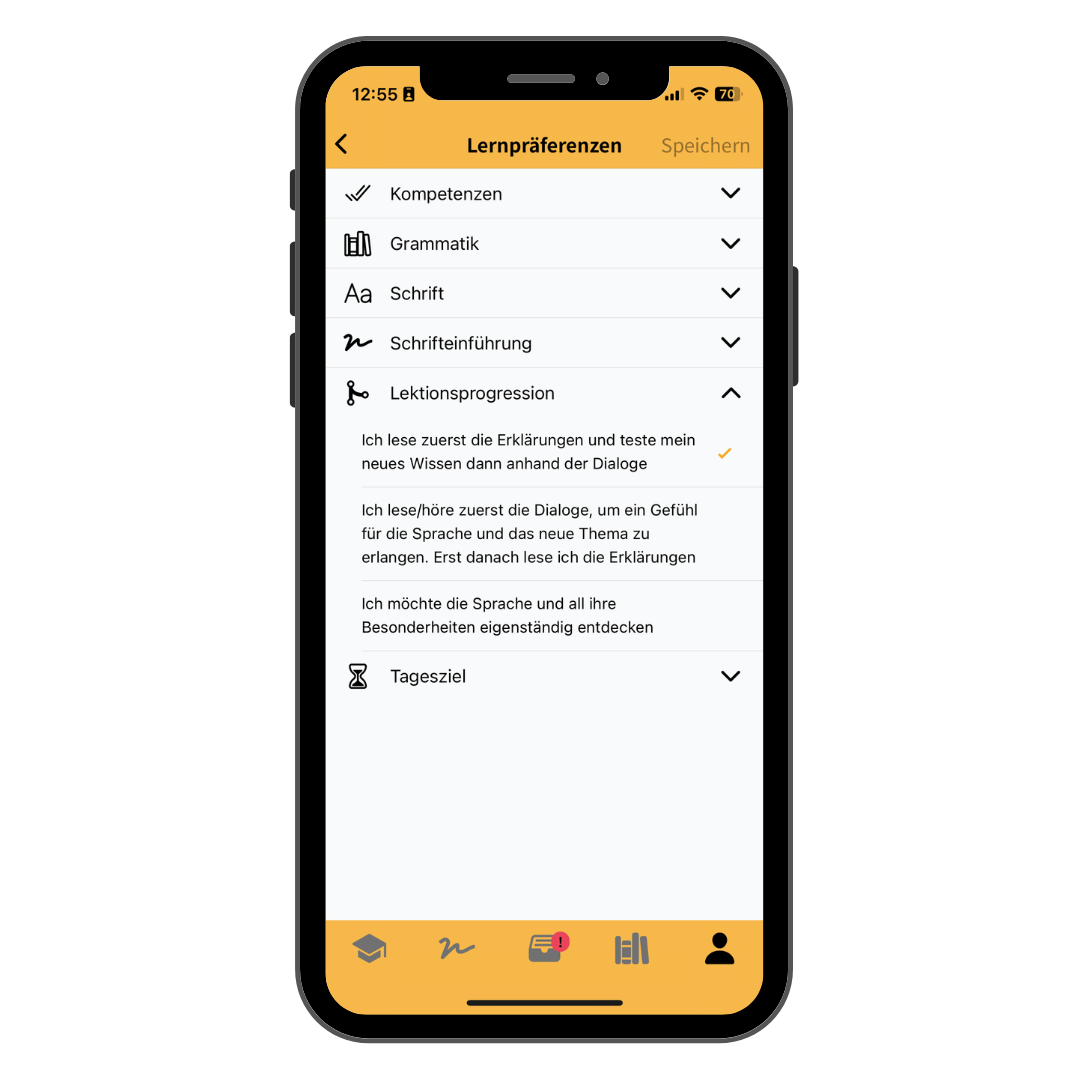 12:55
70
Lernpräferenzen
Speichern
Kompetenzen
Grammatik
Aa
Schrift
Schrifteinführung
Lektionsprogression
Ich lese zuerst die Erklärungen und teste mein
neues Wissen dann anhand der Dialoge
Ich lese/höre zuerst die Dialoge, um ein Gefühl
für die Sprache und das neue Thema zu
erlangen. Erst danach lese ich die Erklärungen
Ich möchte die Sprache und all ihre
Besonderheiten eigenständig entdecken
Tagesziel
!